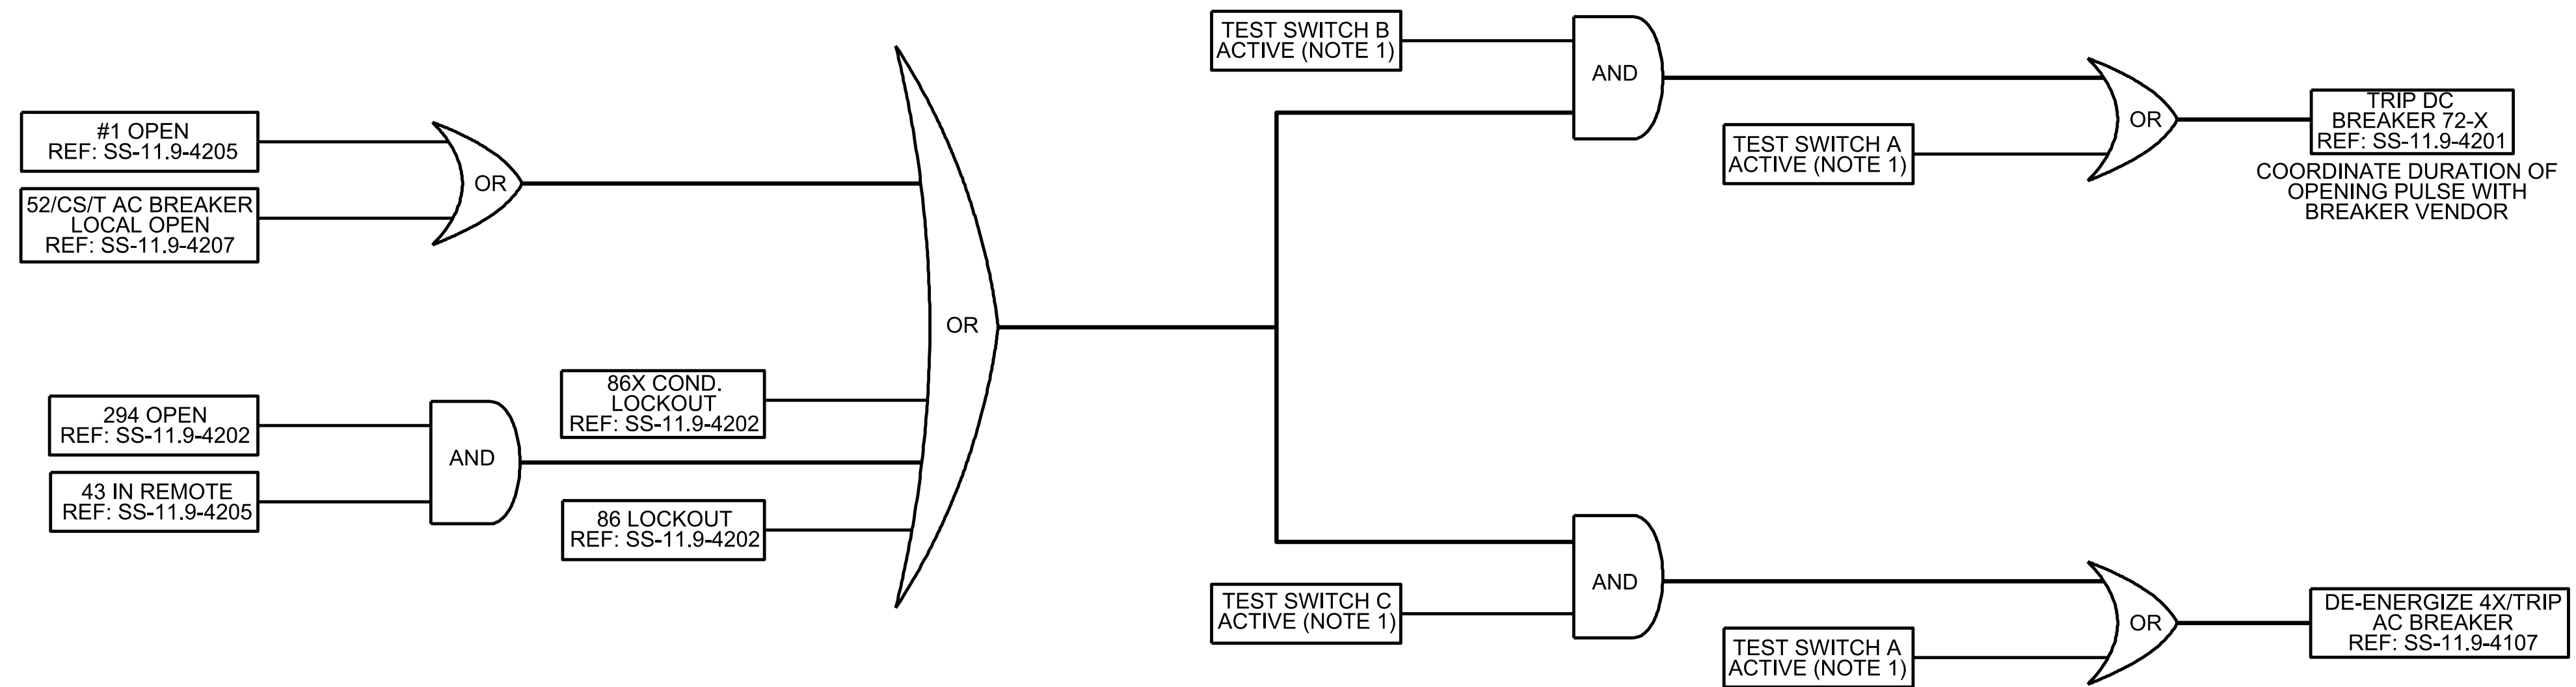 TEST SWITCH B
ACTIVE (NOTE 1)
AND
#1 OPEN
REF: SS-11.9-4205
OR
52/CS/T AC BREAKER
LOCAL OPEN
REF: SS-11.9-4207
TEST SWITCH A
ACTIVE (NOTE 1)
OR
TRIP DC
BREAKER 72-X
REF: SS-11.9-4201
COORDINATE DURATION OF
OPENING PULSE WITH
BREAKER VENDOR
OR
86X COND.
LOCKOUT
REF: SS-11.9-4202
294 OPEN
REF: SS-11.9-4202
AND
43 IN REMOTE
REF: SS-11.9-4205
86 LOCKOUT
REF: SS-11.9-4202
AND
TEST SWITCH C
ACTIVE (NOTE 1)
OR
TEST SWITCH A
ACTIVE (NOTE 1)
DE-ENERGIZE 4X/TRIP
AC BREAKER
REF: SS-11.9-4107